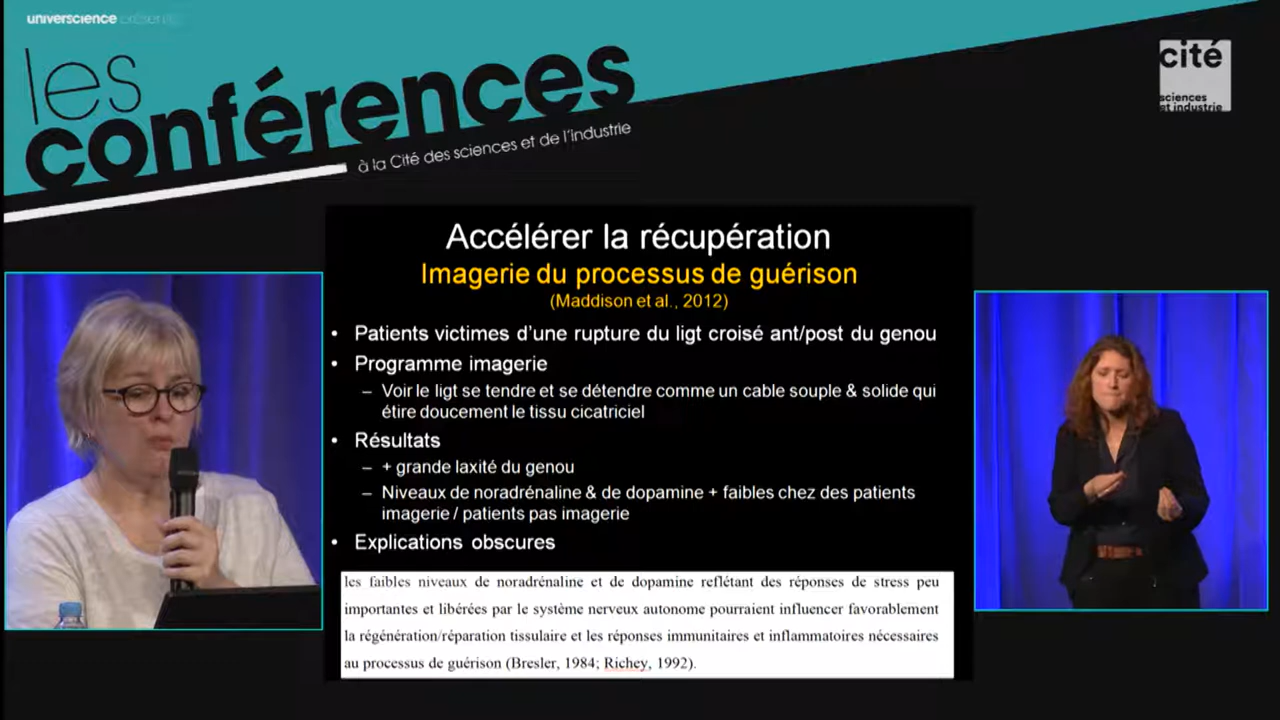 universcience présente
les
conférences
à la Cité des sciences et de l'industrie
cité
sciences
et industrie
Accélérer la récupération
Imagerie du processus de guérison
(Maddison et al., 2012)
• Patients victimes d'une rupture du ligt croisé ant/post du genou
• Programme imagerie
– Voir le ligt se tendre et se détendre comme un cable souple & solide qui
étire doucement le tissu cicatriciel
• Résultats
– + grande laxité du genou
– Niveaux de noradrénaline & de dopamine + faibles chez des patients
imagerie / patients pas imagerie
• Explications obscures
les faibles niveaux de noradrénaline et de dopamine reflétant des réponses de stress peu
importantes et libérées par le système nerveux autonome pourraient influencer favorablement
la régénération/réparation tissulaire et les réponses immunitaires et inflammatoires nécessaires
au processus de guérison (Bresler, 1984; Richey, 1992).